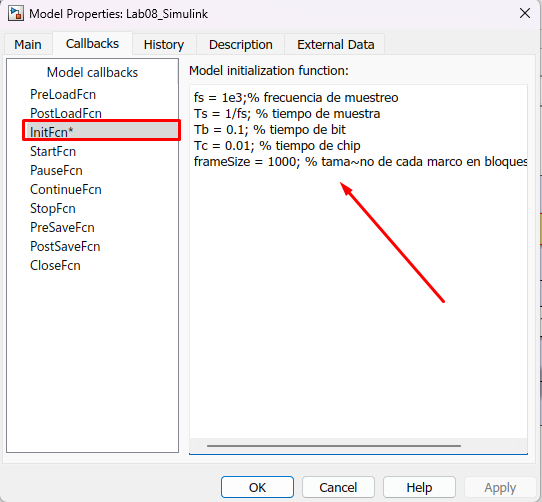 Model Properties: Lab08_Simulink
Main Callbacks History Description External Data
Model callbacks
PreLoadFcn
PostLoadFcn
InitFcn*
StartFcn
PauseFcn
ContinueFcn
StopFcn
PreSaveFcn
PostSaveFcn
CloseFcn
Model initialization function:
fs = 1e3;% frecuencia de muestreo
Ts = 1/fs; % tiempo de muestra
Tb = 0.1; % tiempo de bit
Tc = 0.01; % tiempo de chip
frameSize = 1000; % tama~no de cada marco en bloques
OK Cancel Help Apply